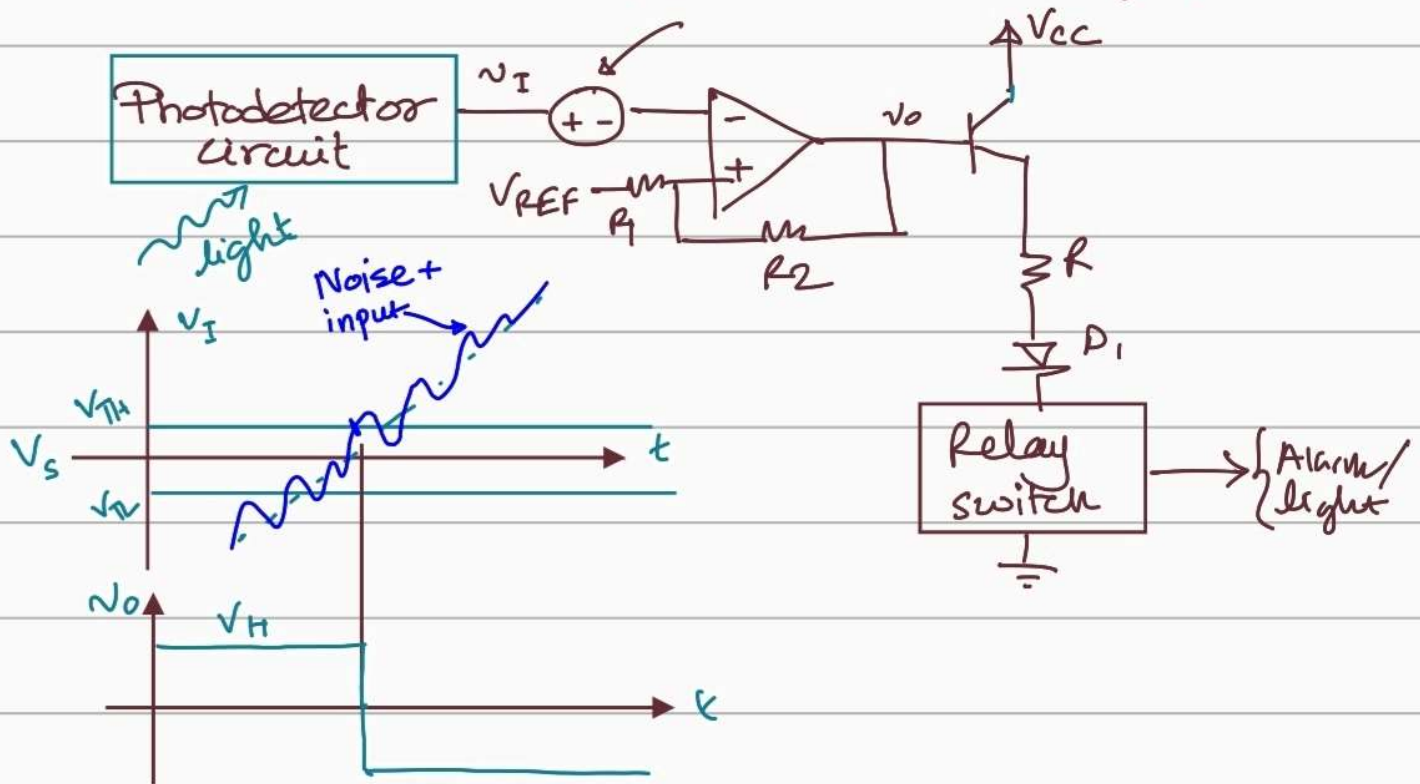 VCC
Photodetector
circuit
vI
+ -
-
+
vo
VREF
R1
R2
light
R
D1
Relay
switch
Alarm/
light
Noise+
input
vI
VTH
Vs
t
VTL
vo
VH
t